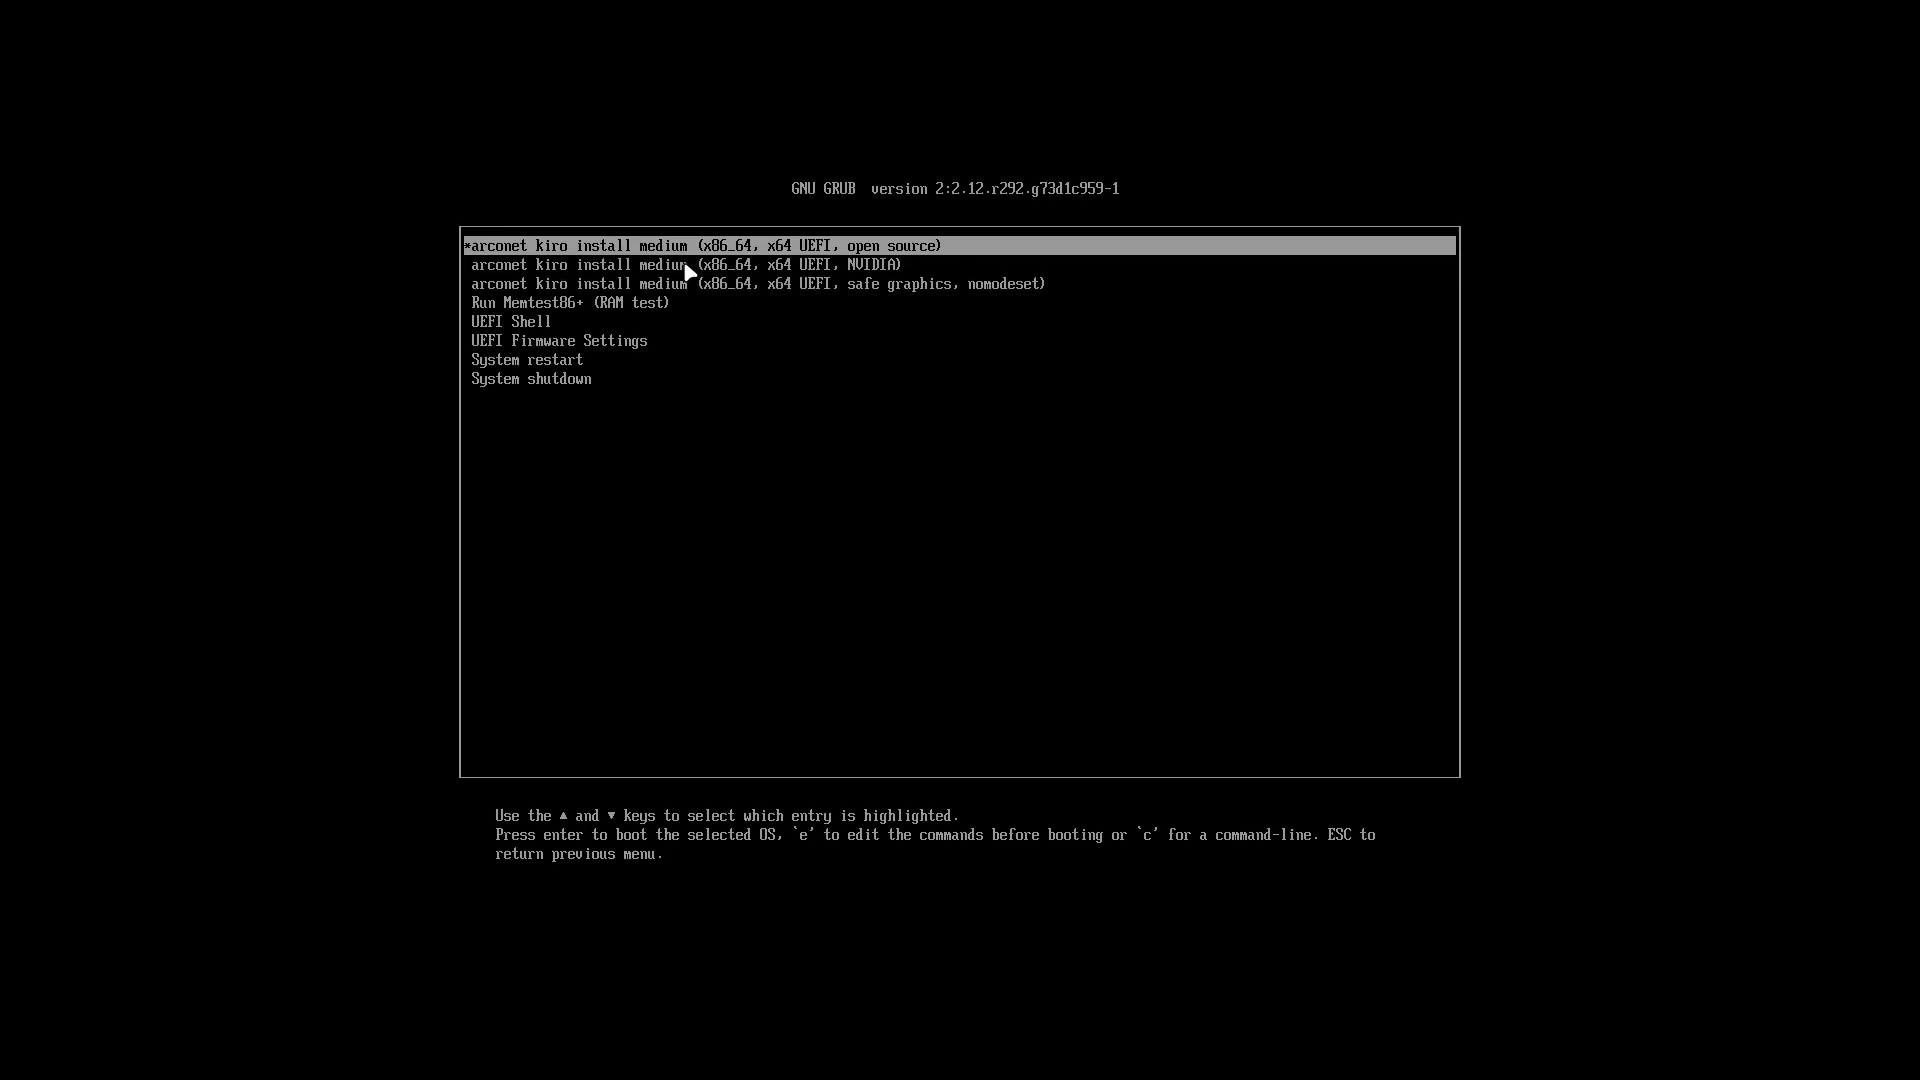 GNU GRUB  version 2:2.12.r292.g73d1c959-1
*arconet kiro install medium (x86_64, x64 UEFI, open source)
arconet kiro install medium (x86_64, x64 UEFI, NVIDIA)
arconet kiro install medium (x86_64, x64 UEFI, safe graphics, nomodeset)
Run Memtest86+ (RAM test)
UEFI Shell
UEFI Firmware Settings
System restart
System shutdown
Use the ▲ and ▼ keys to select which entry is highlighted.
Press enter to boot the selected OS, `e' to edit the commands before booting or `c' for a command-line. ESC to
return previous menu.